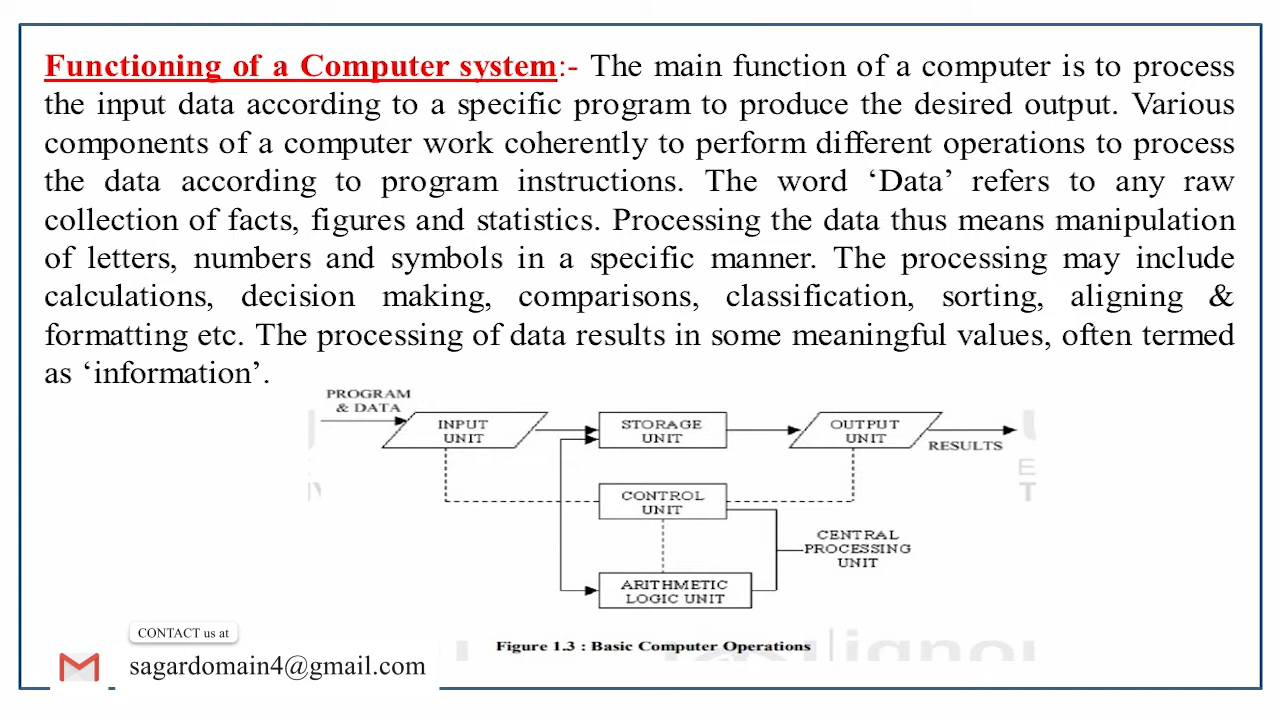 Functioning of a Computer system:- The main function of a computer is to process
the input data according to a specific program to produce the desired output. Various
components of a computer work coherently to perform different operations to process
the data according to program instructions. The word ‘Data’ refers to any raw
collection of facts, figures and statistics. Processing the data thus means manipulation
of letters, numbers and symbols in a specific manner. The processing may include
calculations, decision making, comparisons, classification, sorting, aligning &
formatting etc. The processing of data results in some meaningful values, often termed
as ‘information’.
PROGRAM
& DATA
INPUT
UNIT
STORAGE
UNIT
OUTPUT
UNIT
RESULTS
CONTROL
UNIT
CENTRAL
PROCESSING
UNIT
ARITHMETIC
LOGIC UNIT
Figure 1.3 : Basic Computer Operations
CONTACT us at
sagardomain4@gmail.com